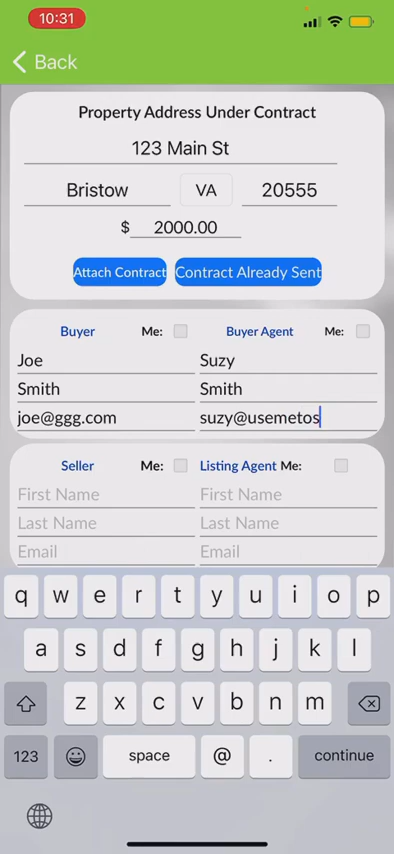 10:31
Back
Property Address Under Contract
123 Main St
Bristow VA 20555
$ 2000.00
Attach Contract Contract Already Sent
Buyer Me: Buyer Agent Me:
Joe Suzy
Smith Smith
joe@ggg.com suzy@usemetos
Seller Me: Listing Agent Me:
First Name First Name
Last Name Last Name
Email Email
q w e r t y u i o p
a s d f g h j k l
z x c v b n m
123 space @ . continue